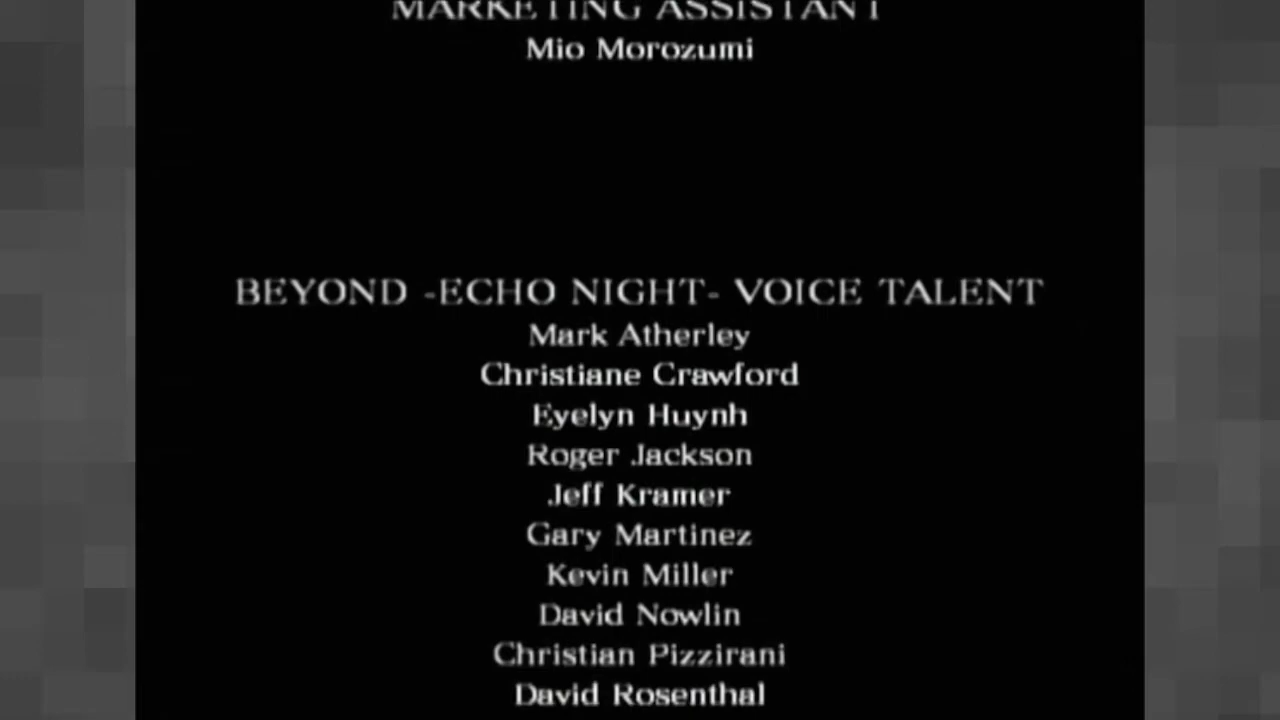 MARKETING ASSISTANT
Mio Morozumi
BEYOND -ECHO NIGHT- VOICE TALENT
Mark Atherley
Christiane Crawford
Eyelyn Huynh
Roger Jackson
Jeff Kramer
Gary Martinez
Kevin Miller
David Nowlin
Christian Pizzirani
David Rosenthal